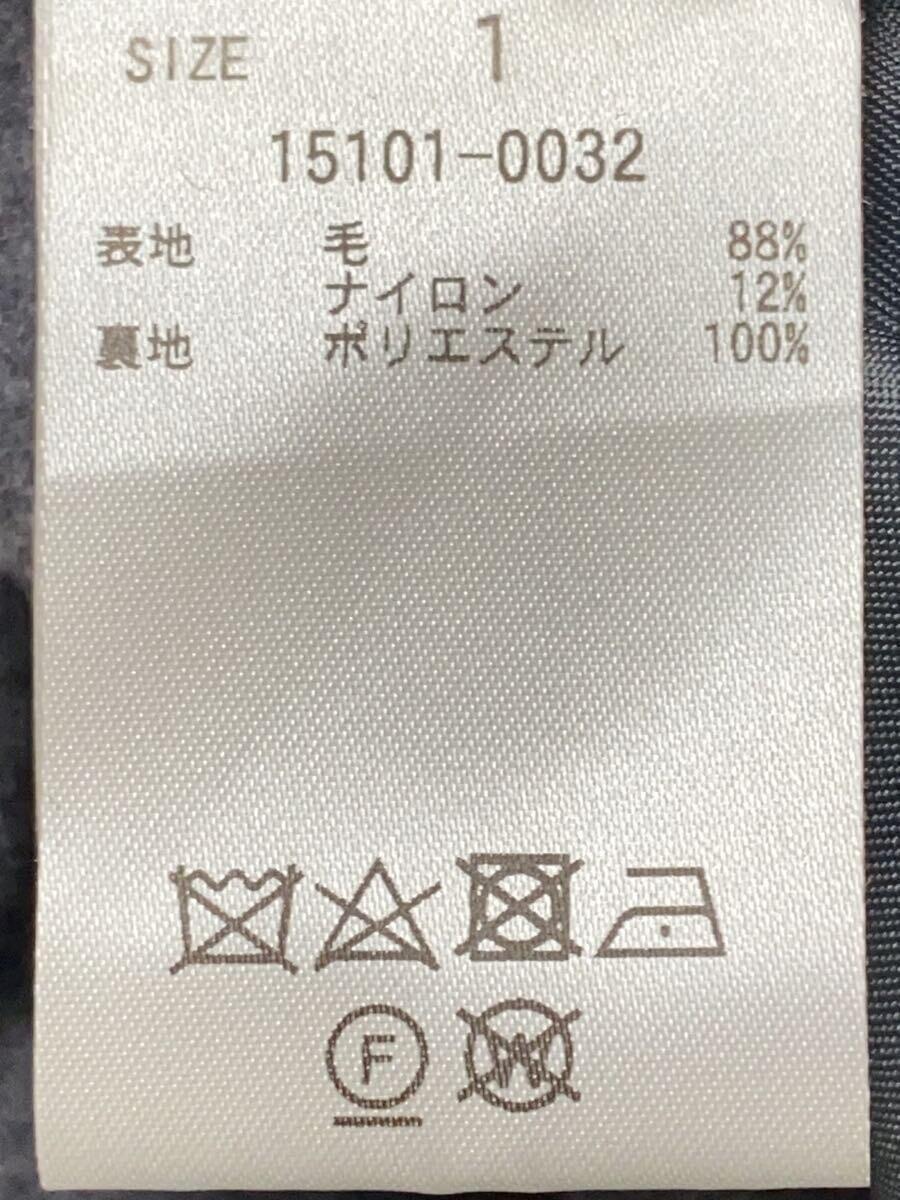 SIZE 1
15101-0032
表地 毛 88%
ナイロン 12%
裏地 ポリエステル 100%
F W